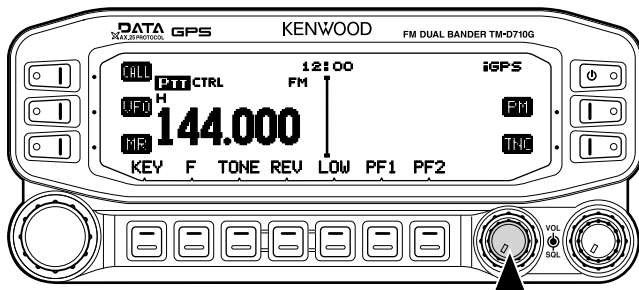 DATA GPS KENWOOD FM DUAL BANDER TM-D710G
AX.25 PROTOCOL
CALL 12:00 iGPS
PTT CTRL FM
VFO H PM
144.000
MR TNC
KEY F TONE REV LOW PF1 PF2
VOL
SQL